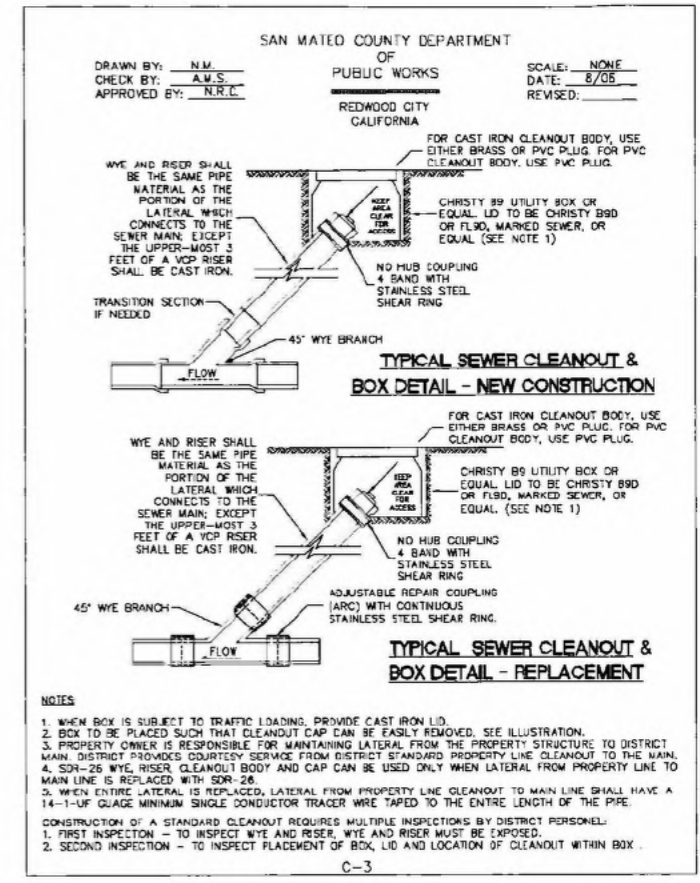 SAN MATEO COUNTY DEPARTMENT
OF
PUBLIC WORKS
REDWOOD CITY
CALIFORNIA
DRAWN BY: N.M.
CHECK BY: A.M.S.
APPROVED BY: N.R.C.
SCALE: NONE
DATE: 8/05
REVISED:
FOR CAST IRON CLEANOUT BODY, USE
EITHER BRASS OR PVC PLUG. FOR PVC
CLEANOUT BODY, USE PVC PLUG.
WYE AND RISER SHALL
BE THE SAME PIPE
MATERIAL AS THE
PORTION OF THE
LATERAL WHICH
CONNECTS TO THE
SEWER MAIN; EXCEPT
THE UPPER-MOST 3
FEET OF A VCP RISER
SHALL BE CAST IRON.
KEEP
AREA
CLEAR
FOR
ACCESS
CHRISTY B9 UTILITY BOX OR
EQUAL. LID TO BE CHRISTY B9D
OR FL9D, MARKED SEWER, OR
EQUAL (SEE NOTE 1)
NO HUB COUPLING
4 BAND WITH
STAINLESS STEEL
SHEAR RING
TRANSITION SECTION
IF NEEDED
45° WYE BRANCH
FLOW
TYPICAL SEWER CLEANOUT &
BOX DETAIL - NEW CONSTRUCTION
FOR CAST IRON CLEANOUT BODY, USE
EITHER BRASS OR PVC PLUG. FOR PVC
CLEANOUT BODY, USE PVC PLUG.
WYE AND RISER SHALL
BE THE SAME PIPE
MATERIAL AS THE
PORTION OF THE
LATERAL WHICH
CONNECTS TO THE
SEWER MAIN; EXCEPT
THE UPPER-MOST 3
FEET OF A VCP RISER
SHALL BE CAST IRON.
KEEP
AREA
CLEAR
FOR
ACCESS
CHRISTY B9 UTILITY BOX OR
EQUAL. LID TO BE CHRISTY B9D
OR FL9D, MARKED SEWER, OR
EQUAL. (SEE NOTE 1)
NO HUB COUPLING
4 BAND WITH
STAINLESS STEEL
SHEAR RING
ADJUSTABLE REPAIR COUPLING
(ARC) WITH CONTINUOUS
STAINLESS STEEL SHEAR RING.
45° WYE BRANCH
FLOW
TYPICAL SEWER CLEANOUT &
BOX DETAIL - REPLACEMENT
NOTES
1. WHEN BOX IS SUBJECT TO TRAFFIC LOADING, PROVIDE CAST IRON LID.
2. BOX TO BE PLACED SUCH THAT CLEANOUT CAP CAN BE EASILY REMOVED, SEE ILLUSTRATION.
3. PROPERTY OWNER IS RESPONSIBLE FOR MAINTAINING LATERAL FROM THE PROPERTY STRUCTURE TO DISTRICT
MAIN. DISTRICT PROVIDES COURTESY SERVICE FROM DISTRICT STANDARD PROPERTY LINE CLEANOUT TO THE MAIN.
4. SDR-26 WYE, RISER, CLEANOUT BODY AND CAP CAN BE USED ONLY WHEN LATERAL FROM PROPERTY LINE TO
MAIN LINE IS REPLACED WITH SDR-26.
5. WHEN ENTIRE LATERAL IS REPLACED, LATERAL FROM PROPERTY LINE CLEANOUT TO MAIN LINE SHALL HAVE A
14-1-UF GUAGE MINIMUM SINGLE CONDUCTOR TRACER WIRE TAPED TO THE ENTIRE LENGTH OF THE PIPE.
CONSTRUCTION OF A STANDARD CLEANOUT REQUIRES MULTIPLE INSPECTIONS BY DISTRICT PERSONEL:
1. FIRST INSPECTON - TO INSPECT WYE AND RISER, WYE AND RISER MUST BE EXPOSED.
2. SECOND INSPECTION - TO INSPECT PLACEMENT OF BOX, LID AND LOCATION OF CLEANOUT WITHIN BOX .
C-3